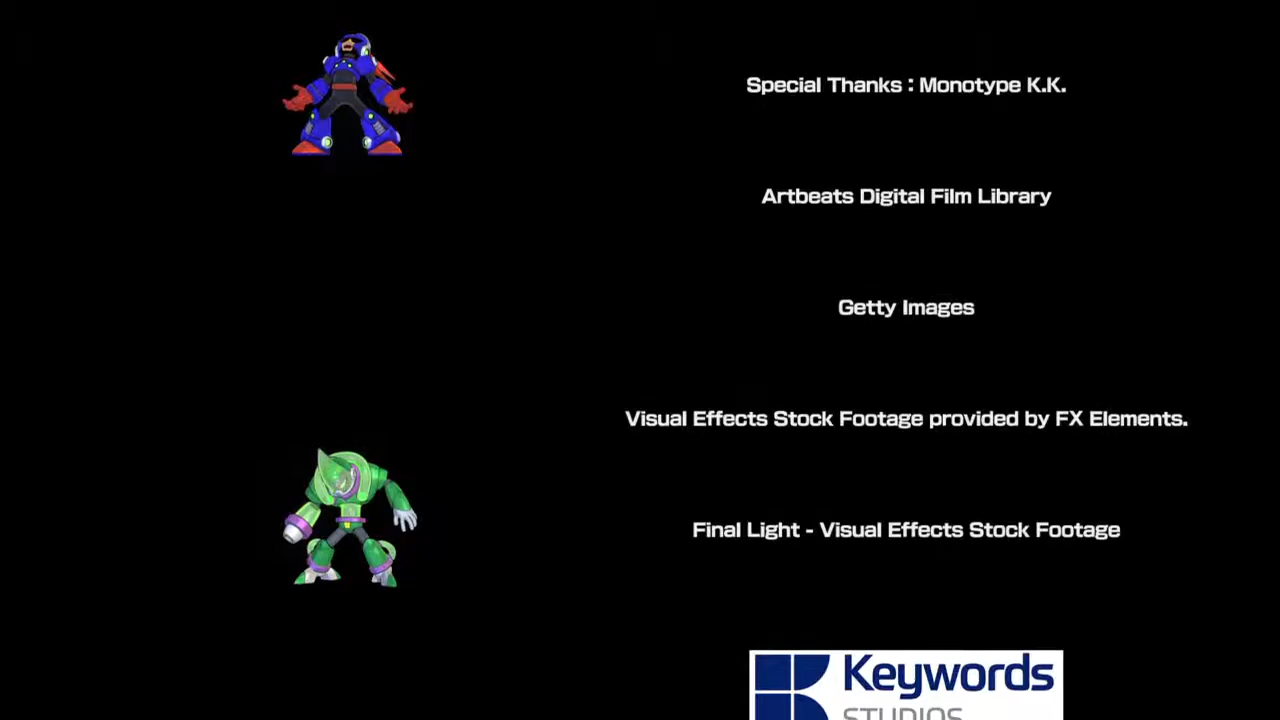 Special Thanks : Monotype K.K.
Artbeats Digital Film Library
Getty Images
Visual Effects Stock Footage provided by FX Elements.
Final Light - Visual Effects Stock Footage
Keywords
STUDIOS